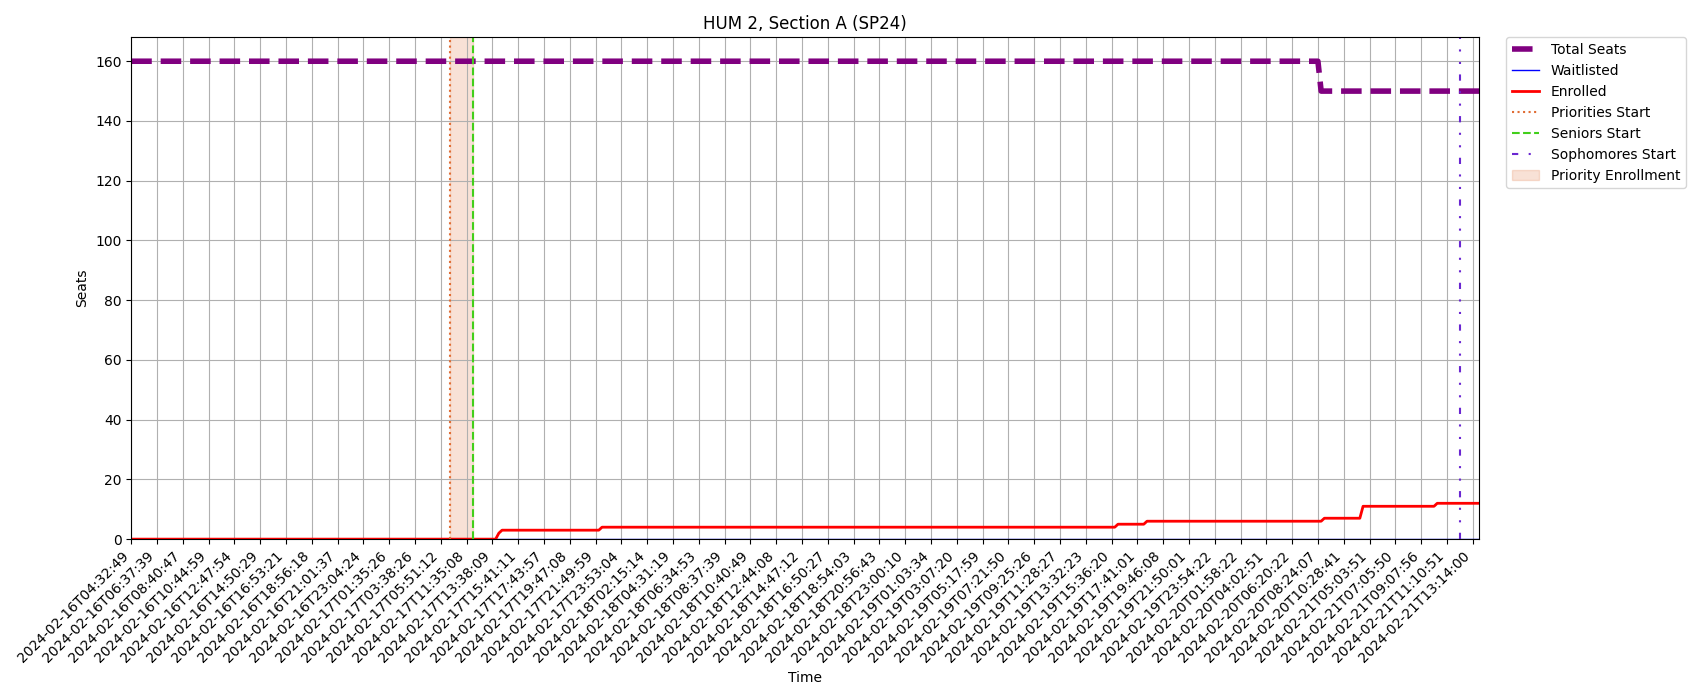 HUM 2, Section A (SP24)
Total Seats
Waitlisted
Enrolled
Priorities Start
Seniors Start
Sophomores Start
Priority Enrollment
Seats
160
140
120
100
80
60
40
20
0
2024-02-16T04:32:49
2024-02-16T06:37:39
2024-02-16T08:40:47
2024-02-16T10:44:59
2024-02-16T12:47:54
2024-02-16T14:50:29
2024-02-16T16:53:21
2024-02-16T18:56:18
2024-02-16T21:01:37
2024-02-16T23:04:24
2024-02-17T01:35:26
2024-02-17T03:38:26
2024-02-17T05:51:12
2024-02-17T11:35:08
2024-02-17T13:38:09
2024-02-17T15:41:11
2024-02-17T17:43:57
2024-02-17T19:47:08
2024-02-17T21:49:59
2024-02-17T23:53:04
2024-02-18T02:15:14
2024-02-18T04:31:19
2024-02-18T06:34:53
2024-02-18T08:37:39
2024-02-18T10:40:49
2024-02-18T12:44:08
2024-02-18T14:47:12
2024-02-18T16:50:27
2024-02-18T18:54:03
2024-02-18T20:56:43
2024-02-18T23:00:10
2024-02-19T01:03:34
2024-02-19T03:07:20
2024-02-19T05:17:59
2024-02-19T07:21:50
2024-02-19T09:25:26
2024-02-19T11:28:27
2024-02-19T13:32:23
2024-02-19T15:36:20
2024-02-19T17:41:01
2024-02-19T19:46:08
2024-02-19T21:50:01
2024-02-19T23:54:22
2024-02-20T01:58:22
2024-02-20T04:02:51
2024-02-20T06:20:22
2024-02-20T08:24:07
2024-02-20T10:28:41
2024-02-21T05:03:51
2024-02-21T07:05:50
2024-02-21T09:07:56
2024-02-21T11:10:51
2024-02-21T13:14:00
Time